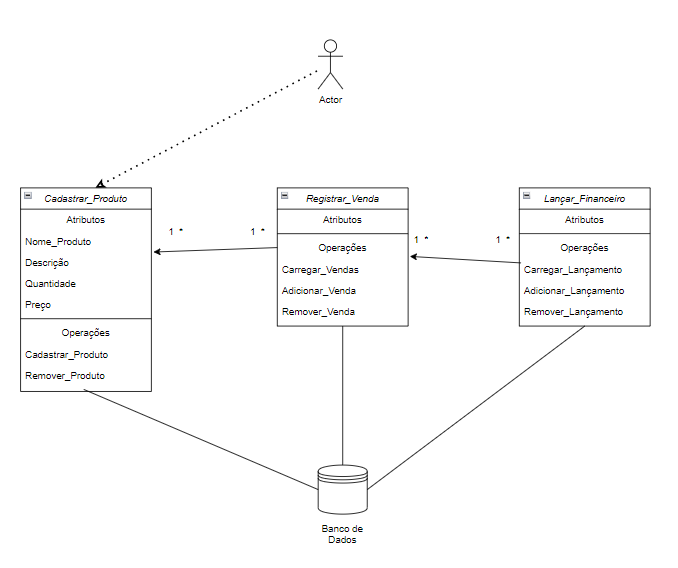 Actor
Cadastrar_Produto
Atributos
Nome_Produto
Descrição
Quantidade
Preço
Operações
Cadastrar_Produto
Remover_Produto
1 *
1 *
Registrar_Venda
Atributos
Operações
Carregar_Vendas
Adicionar_Venda
Remover_Venda
1 *
1 *
Lançar_Financeiro
Atributos
Operações
Carregar_Lançamento
Adicionar_Lançamento
Remover_Lançamento
Banco de
Dados